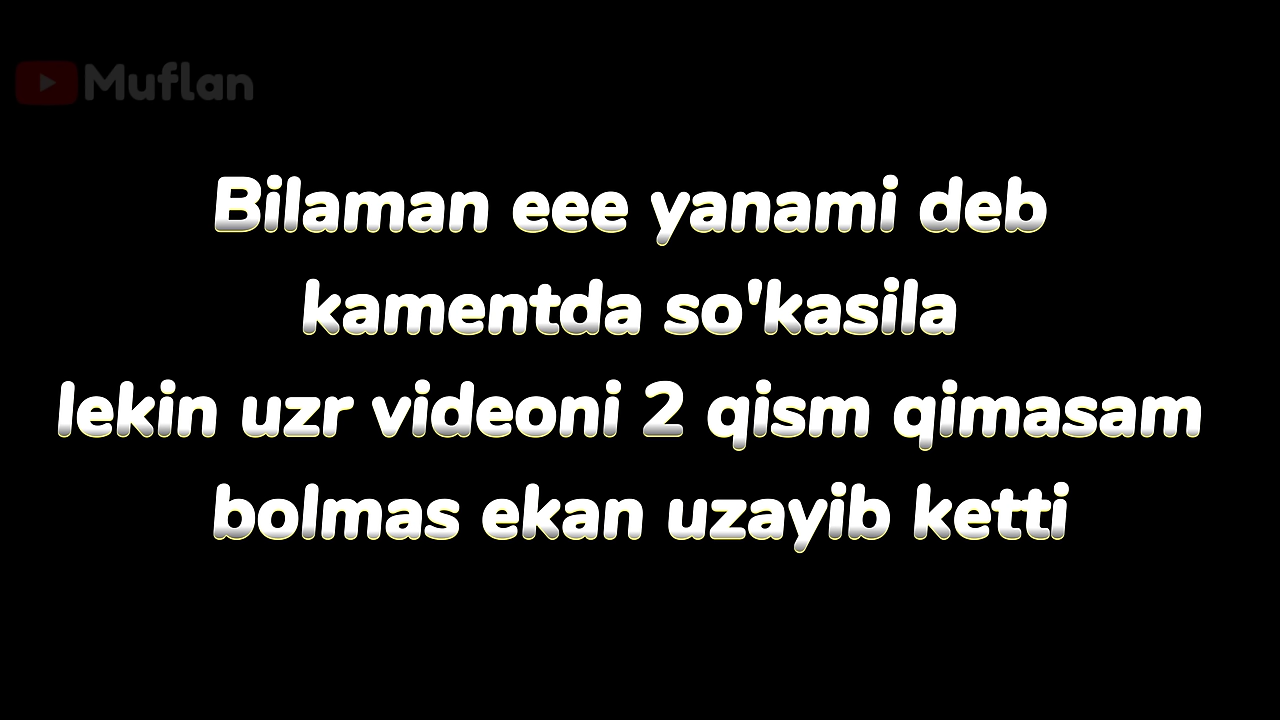 Muflan
Bilaman eee yanami deb
kamentda so'kasila
lekin uzr videoni 2 qism qimasam
bolmas ekan uzayib ketti